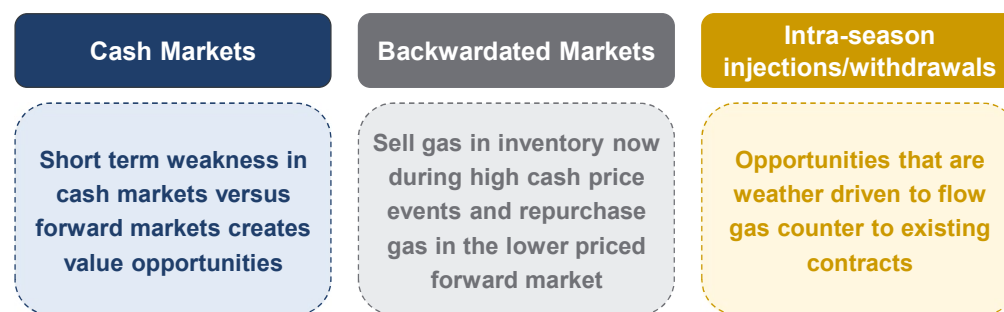 Cash Markets
Backwardated Markets
Intra-season
injections/withdrawals
Short term weakness in
cash markets versus
forward markets creates
value opportunities
Sell gas in inventory now
during high cash price
events and repurchase
gas in the lower priced
forward market
Opportunities that are
weather driven to flow
gas counter to existing
contracts